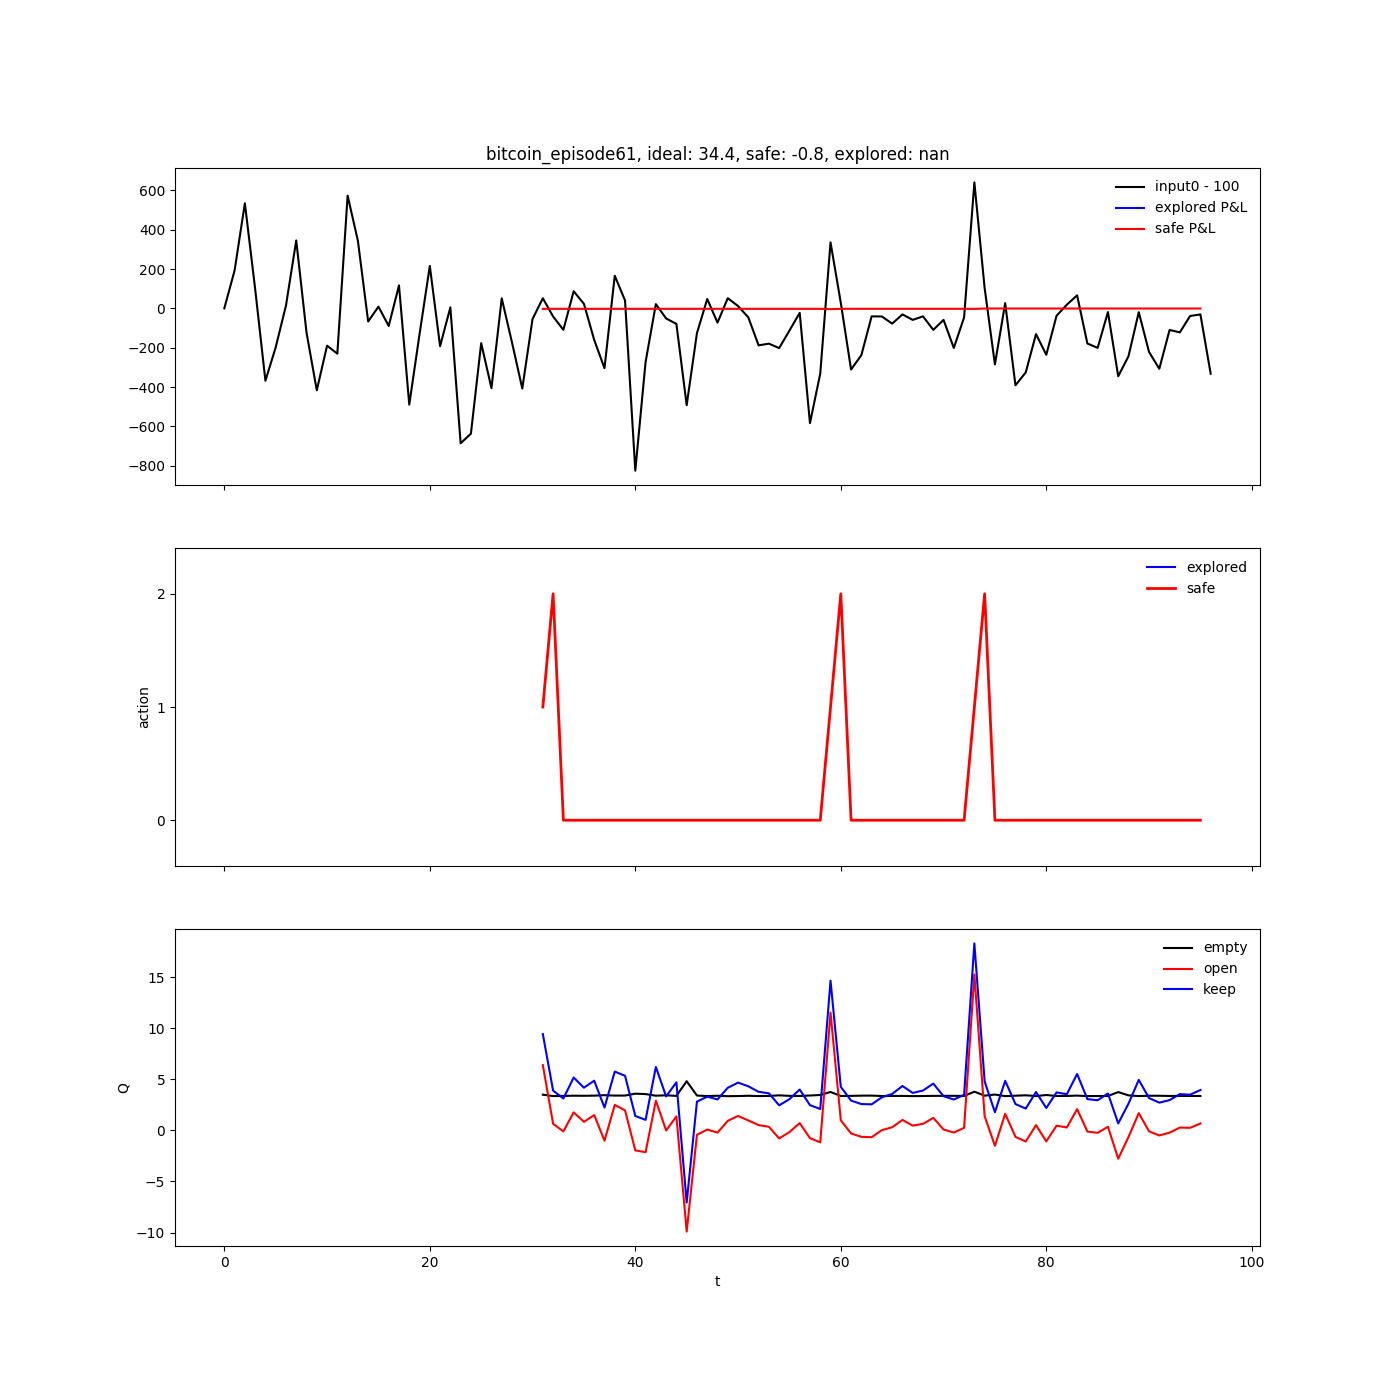 bitcoin_episode61, ideal: 34.4, safe: -0.8, explored: nan
600
400
200
0
−200
−400
−600
−800
input0 - 100
explored P&L
safe P&L
2
1
0
action
explored
safe
15
10
5
0
−5
−10
Q
empty
open
keep
0 20 40 60 80 100
t